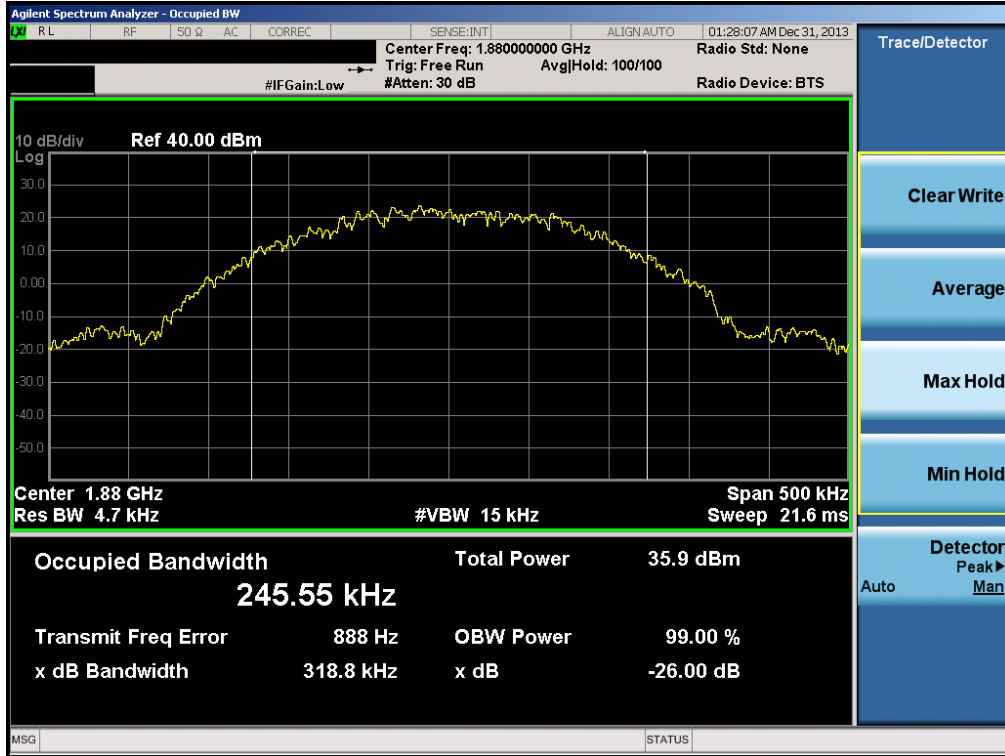 Agilent Spectrum Analyzer - Occupied BW
LXI RL RF 50 Ω AC CORREC SENSE:INT ALIGN AUTO 01:28:07 AM Dec 31, 2013
Center Freq: 1.880000000 GHz Radio Std: None
Trig: Free Run Avg|Hold: 100/100
#IFGain:Low #Atten: 30 dB Radio Device: BTS
10 dB/div Ref 40.00 dBm
Log
30.0
20.0
10.0
0.00
-10.0
-20.0
-30.0
-40.0
-50.0
Center 1.88 GHz Span 500 kHz
Res BW 4.7 kHz #VBW 15 kHz Sweep 21.6 ms
Occupied Bandwidth Total Power 35.9 dBm
245.55 kHz
Transmit Freq Error 888 Hz OBW Power 99.00 %
x dB Bandwidth 318.8 kHz x dB -26.00 dB
MSG STATUS
Trace/Detector
Clear Write
Average
Max Hold
Min Hold
Detector
Peak▶
Auto Man